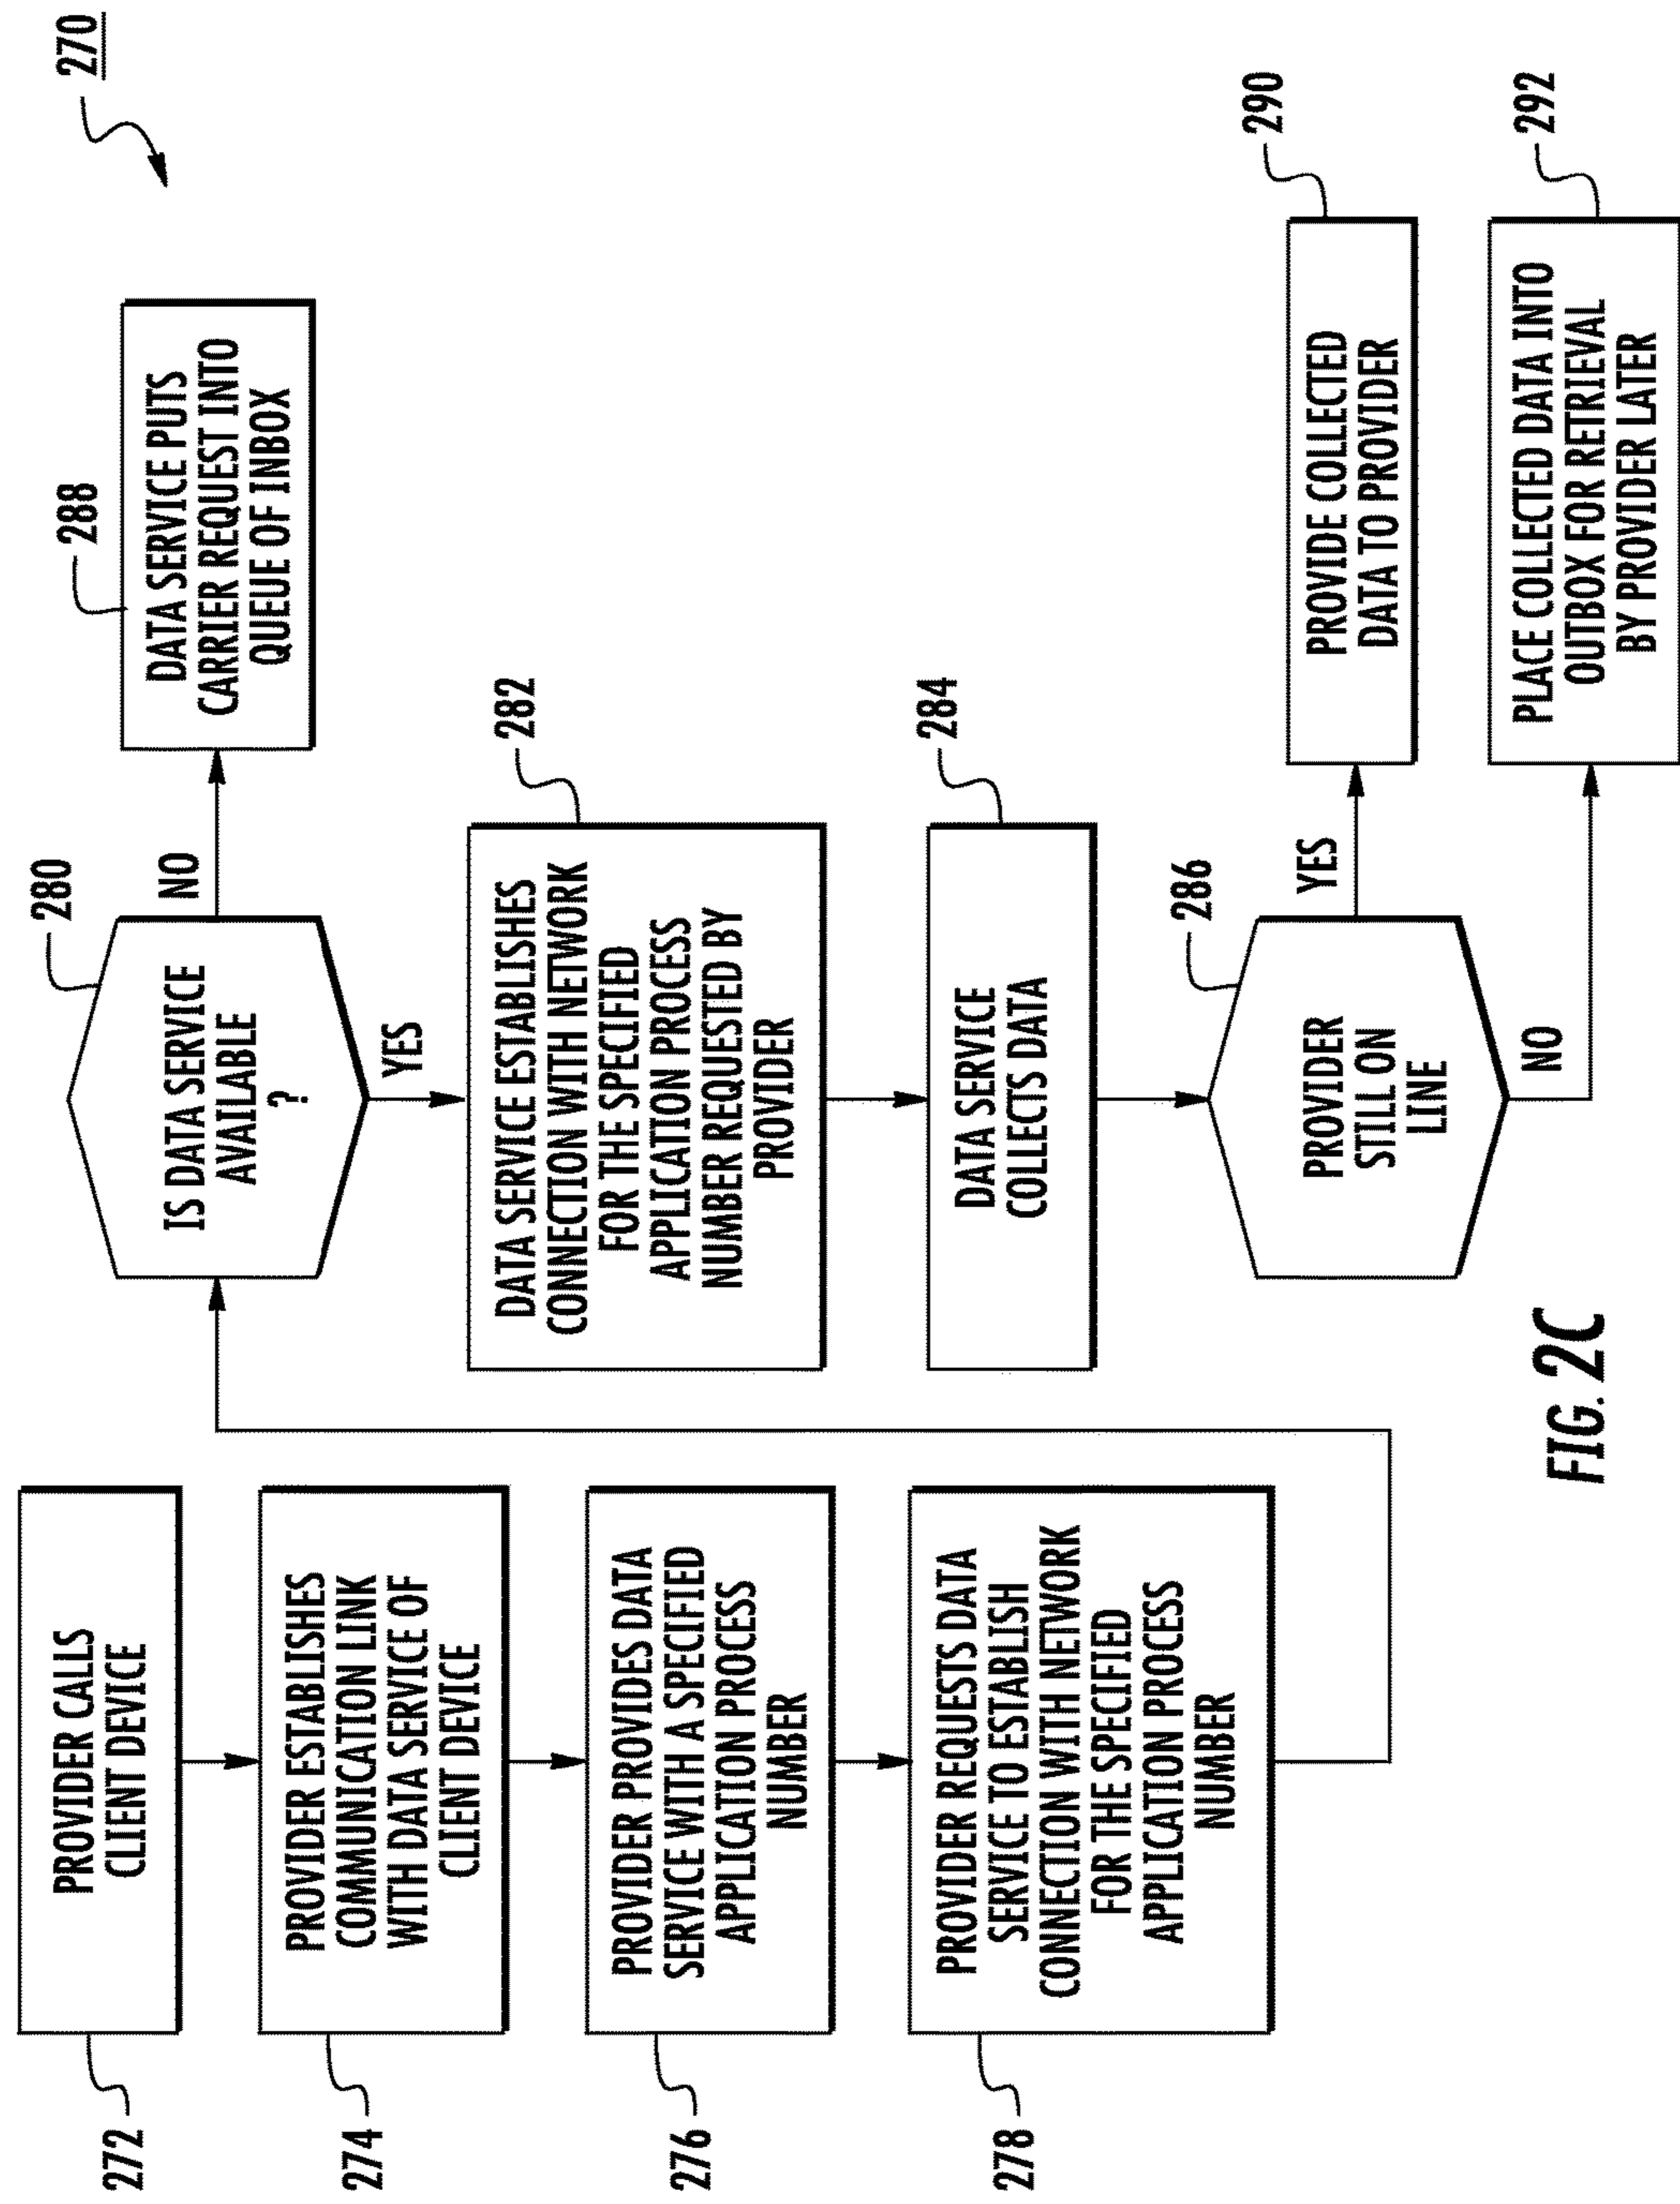 270
272
PROVIDER CALLS
CLIENT DEVICE
274
PROVIDER ESTABLISHES
COMMUNICATION LINK
WITH DATA SERVICE OF
CLIENT DEVICE
276
PROVIDER PROVIDES DATA
SERVICE WITH A SPECIFIED
APPLICATION PROCESS
NUMBER
278
PROVIDER REQUESTS DATA
SERVICE TO ESTABLISH
CONNECTION WITH NETWORK
FOR THE SPECIFIED
APPLICATION PROCESS
NUMBER
280
IS DATA SERVICE
AVAILABLE
?
NO
YES
288
DATA SERVICE PUTS
CARRIER REQUEST INTO
QUEUE OF INBOX
282
DATA SERVICE ESTABLISHES
CONNECTION WITH NETWORK
FOR THE SPECIFIED
APPLICATION PROCESS
NUMBER REQUESTED BY
PROVIDER
284
DATA SERVICE
COLLECTS DATA
286
PROVIDER
STILL ON
LINE
YES
NO
290
PROVIDE COLLECTED
DATA TO PROVIDER
292
PLACE COLLECTED DATA INTO
OUTBOX FOR RETRIEVAL
BY PROVIDER LATER
FIG. 2C